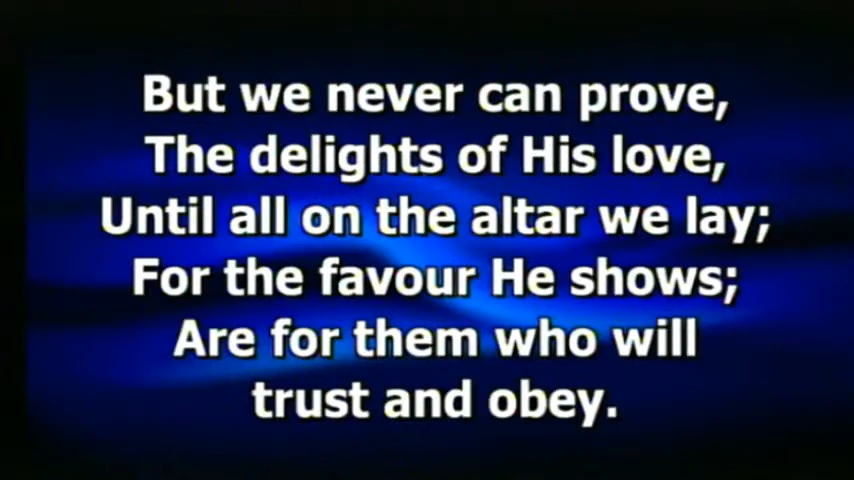 But we never can prove,
The delights of His love,
Until all on the altar we lay;
For the favour He shows;
Are for them who will
trust and obey.